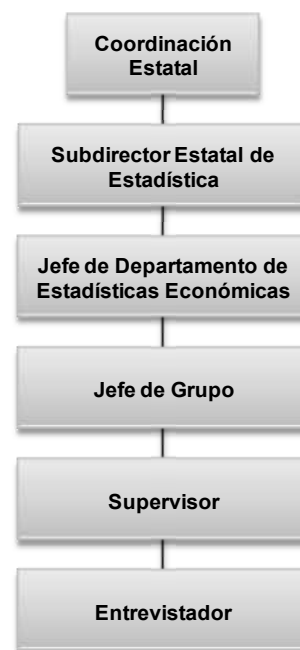 Coordinación
Estatal
Subdirector Estatal de
Estadística
Jefe de Departamento de
Estadísticas Económicas
Jefe de Grupo
Supervisor
Entrevistador